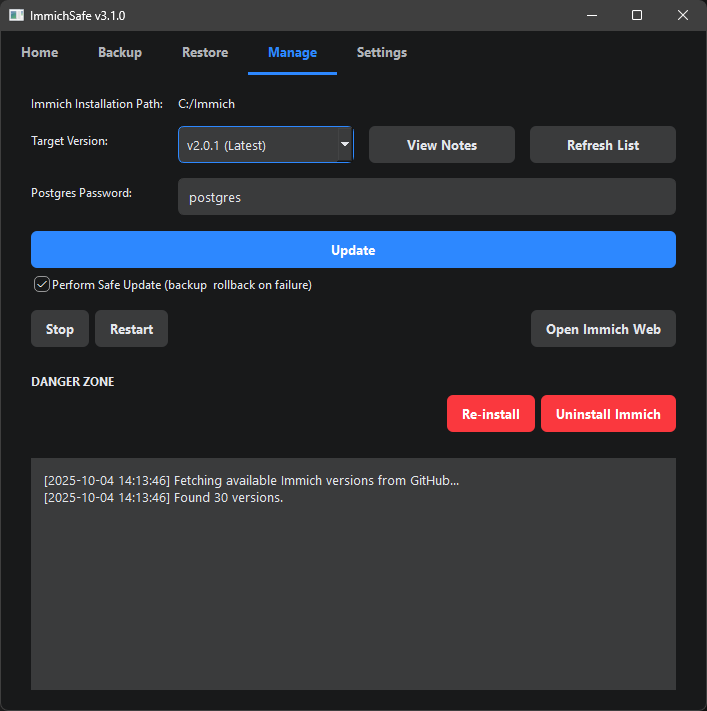 ImmichSafe v3.1.0
Home Backup Restore Manage Settings
Immich Installation Path: C:/Immich
Target Version: v2.0.1 (Latest) View Notes Refresh List
Postgres Password: postgres
Update
Perform Safe Update (backup  rollback on failure)
Stop Restart Open Immich Web
DANGER ZONE
Re-install Uninstall Immich
[2025-10-04 14:13:46] Fetching available Immich versions from GitHub...
[2025-10-04 14:13:46] Found 30 versions.